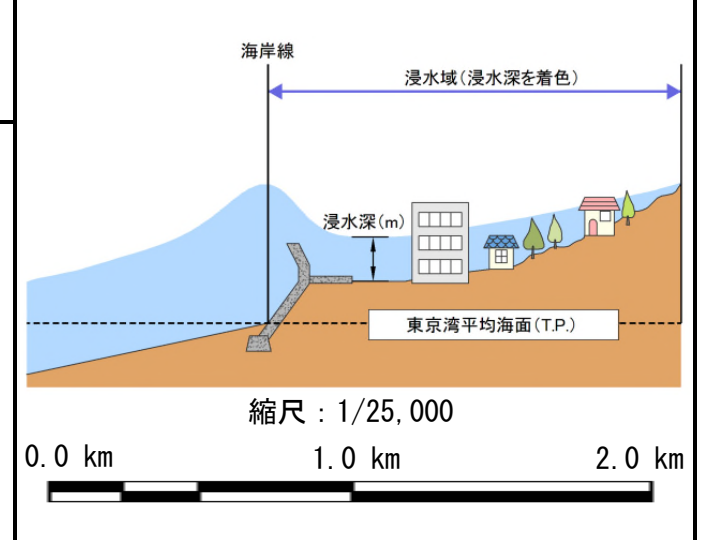 海岸線
浸水域(浸水深を着色)
浸水深(m)
東京湾平均海面(T.P.)
縮尺：1/25,000
0.0 km 1.0 km 2.0 km